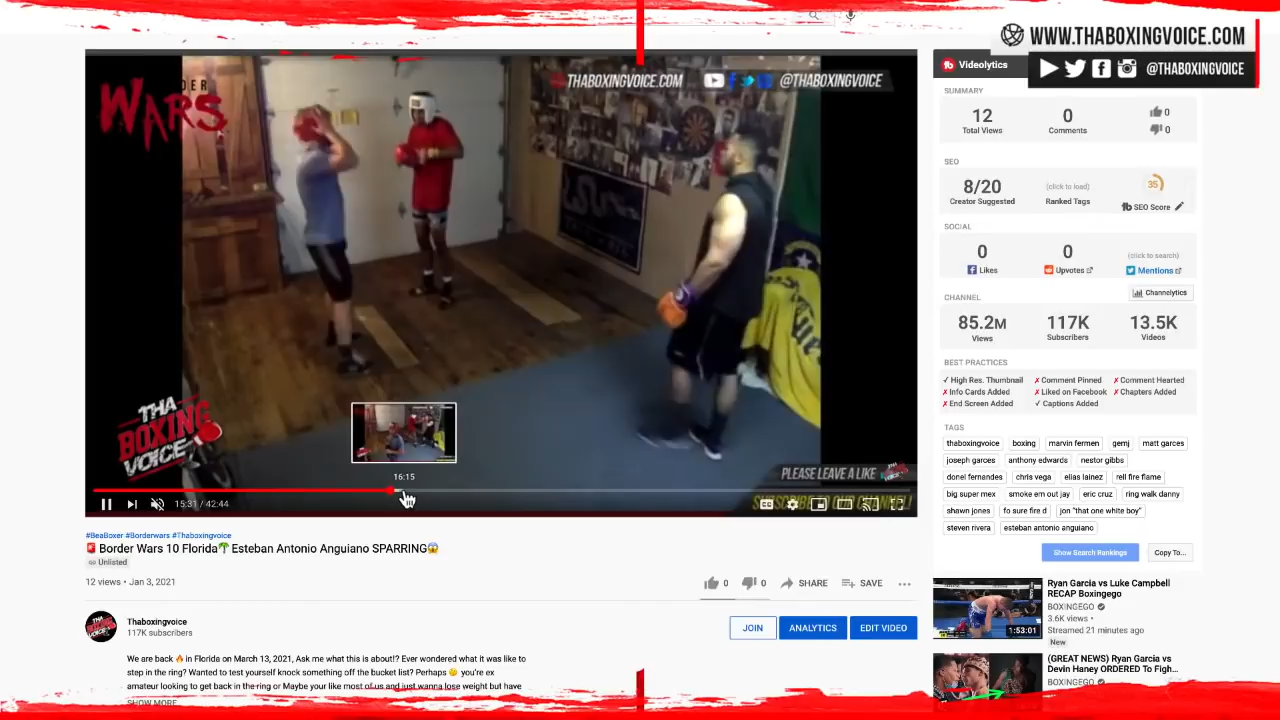 WWW.THABOXINGVOICE.COM
@THABOXINGVOICE
DER
WARS
THABOXINGVOICE.COM
@THABOXINGVOICE
THA
BOXING
VOICE
PLEASE LEAVE A LIKE
16:15
15:31 / 42:44
#BeaBoxer #Borderwars #Thaboxingvoice
🚨 Border Wars 10 Florida🌴 Esteban Antonio Anguiano SPARRING😱
Unlisted
12 views • Jan 3, 2021
0
0
SHARE
SAVE
Thaboxingvoice
117K subscribers
JOIN
ANALYTICS
EDIT VIDEO
We are back 🔥 in Florida on March 13, 2021, Ask me what this is about!? Ever wondered what it was like to
step in the ring? Wanted to test yourself knock something off the bucket list? Perhaps 🤔 you're ex
amateur looking to get back in the ring or Maybe your like most of us and just wanna lose weight but have
SHOW MORE
Videolytics
SUMMARY
12
Total Views
0
Comments
0
0
SEO
8/20
Creator Suggested
(click to load)
Ranked Tags
35
SEO Score
SOCIAL
0
Likes
0
Upvotes
(click to search)
Mentions
CHANNEL
Channelytics
85.2M
Views
117K
Subscribers
13.5K
Videos
BEST PRACTICES
✓ High Res. Thumbnail ✗ Comment Pinned ✗ Comment Hearted
✗ Info Cards Added ✗ Liked on Facebook ✗ Chapters Added
✗ End Screen Added ✓ Captions Added
TAGS
thaboxingvoice boxing marvin fermen gemj matt garces
joseph garces anthony edwards nestor gibbs
donel fernandes chris vega elias lainez rell fire flame
big super mex smoke em out jay eric cruz ring walk danny
shawn jones fo sure fire d jon "that one white boy"
steven rivera esteban antonio anguiano
Show Search Rankings
Copy To...
Ryan Garcia vs Luke Campbell
RECAP Boxingego
BOXINGEGO
3.6K views •
Streamed 21 minutes ago
New
1:53:01
(GREAT NEWS) Ryan Garcia vs
Devin Haney ORDERED To Figh...
BOXINGEGO